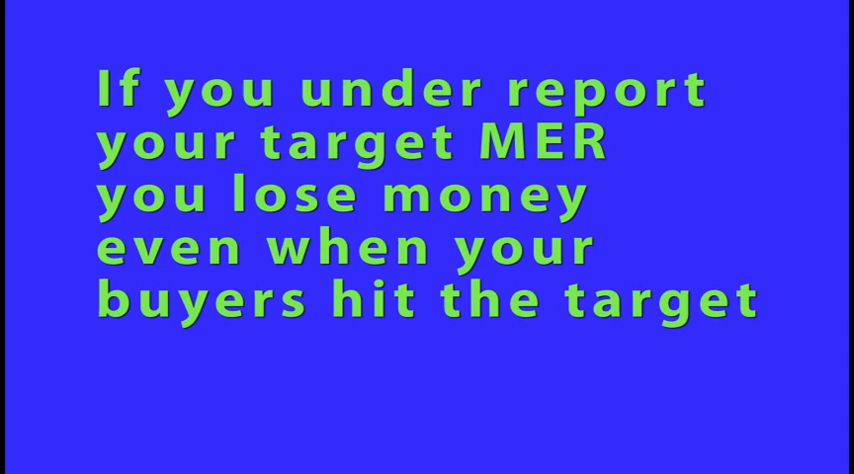 If you under report
your target MER
you lose money
even when your
buyers hit the target